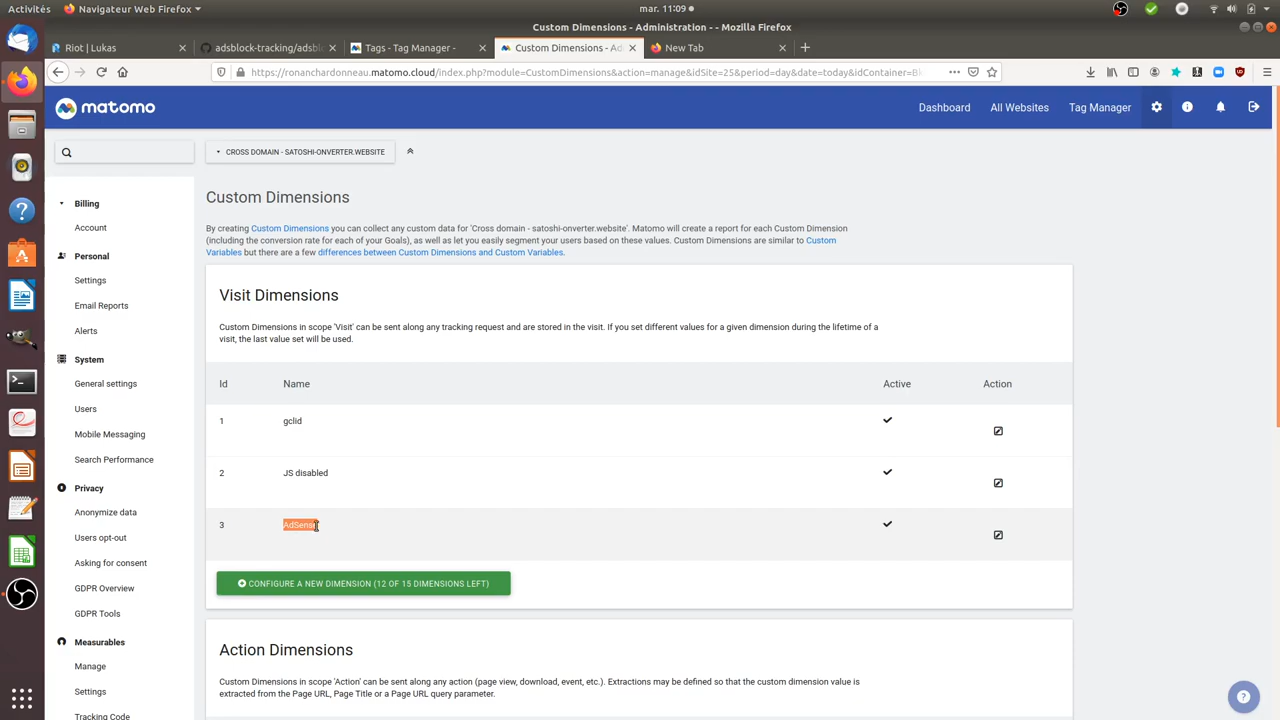 Activités
Navigateur Web Firefox
mar. 11:09
Custom Dimensions - Administration - Mozilla Firefox
Riot | Lukas
adsblock-tracking/adsbl
Tags - Tag Manager -
Custom Dimensions - Ad
New Tab
https://ronanchardonneau.matomo.cloud/index.php?module=CustomDimensions&action=manage&idSite=25&period=day&date=today&idContainer=Bk
matomo
Dashboard
All Websites
Tag Manager
CROSS DOMAIN - SATOSHI-ONVERTER.WEBSITE
Billing
Account
Personal
Settings
Email Reports
Alerts
System
General settings
Users
Mobile Messaging
Search Performance
Privacy
Anonymize data
Users opt-out
Asking for consent
GDPR Overview
GDPR Tools
Measurables
Manage
Settings
Tracking Code
Custom Dimensions
By creating Custom Dimensions you can collect any custom data for 'Cross domain - satoshi-onverter.website'. Matomo will create a report for each Custom Dimension
(including the conversion rate for each of your Goals), as well as let you easily segment your users based on these values. Custom Dimensions are similar to Custom
Variables but there are a few differences between Custom Dimensions and Custom Variables.
Visit Dimensions
Custom Dimensions in scope 'Visit' can be sent along any tracking request and are stored in the visit. If you set different values for a given dimension during the lifetime of a
visit, the last value set will be used.
Id Name Active Action
1 gclid
2 JS disabled
3 AdSense
CONFIGURE A NEW DIMENSION (12 OF 15 DIMENSIONS LEFT)
Action Dimensions
Custom Dimensions in scope 'Action' can be sent along any action (page view, download, event, etc.). Extractions may be defined so that the custom dimension value is
extracted from the Page URL, Page Title or a Page URL query parameter.